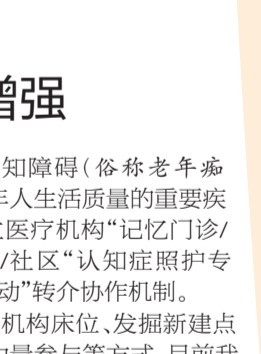 增强
知障碍(俗称老年痴
年人生活质量的重要疾
医疗机构“记忆门诊/
/社区“认知症照护专
动”转介协作机制。
机构床位、发掘新建点
力量参与等方式,目前我